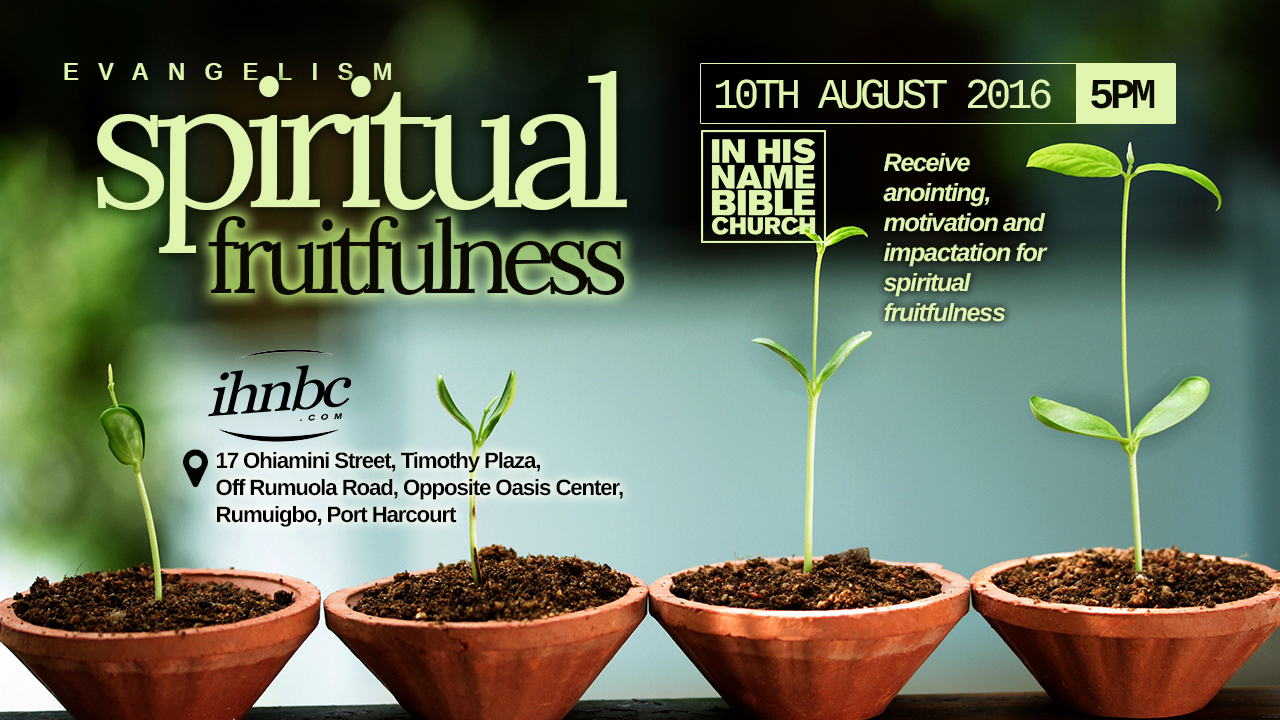 EVANGELISM
spiritual
fruitfulness
10TH AUGUST 2016 5PM
IN HIS
NAME
BIBLE
CHURCH
Receive
anointing,
motivation and
impactation for
spiritual
fruitfulness
ihnbc
.COM
17 Ohiamini Street, Timothy Plaza,
Off Rumuola Road, Opposite Oasis Center,
Rumuigbo, Port Harcourt